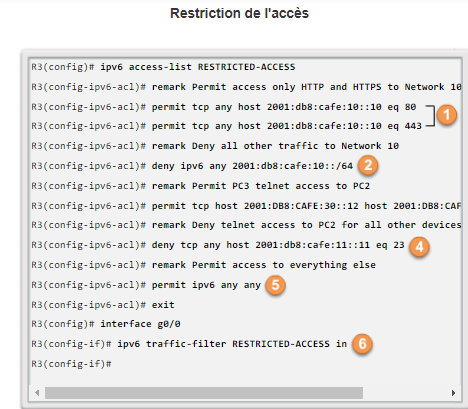 Restriction de l'accès
R3(config)# ipv6 access-list RESTRICTED-ACCESS
R3(config-ipv6-acl)# remark Permit access only HTTP and HTTPS to Network 10
R3(config-ipv6-acl)# permit tcp any host 2001:db8:cafe:10::10 eq 80
1
R3(config-ipv6-acl)# permit tcp any host 2001:db8:cafe:10::10 eq 443
R3(config-ipv6-acl)# remark Deny all other traffic to Network 10
R3(config-ipv6-acl)# deny ipv6 any 2001:db8:cafe:10::/64 2
R3(config-ipv6-acl)# remark Permit PC3 telnet access to PC2
R3(config-ipv6-acl)# permit tcp host 2001:DB8:CAFE:30::12 host 2001:DB8:CAF
R3(config-ipv6-acl)# remark Deny telnet access to PC2 for all other devices
R3(config-ipv6-acl)# deny tcp any host 2001:db8:cafe:11::11 eq 23 4
R3(config-ipv6-acl)# remark Permit access to everything else
R3(config-ipv6-acl)# permit ipv6 any any 5
R3(config-ipv6-acl)# exit
R3(config)# interface g0/0
R3(config-if)# ipv6 traffic-filter RESTRICTED-ACCESS in 6
R3(config-if)#